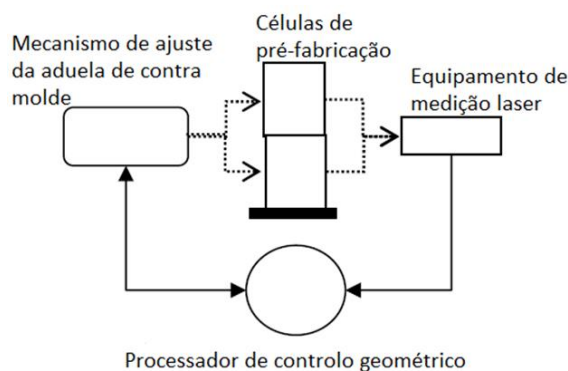 Mecanismo de ajuste
da aduela de contra
molde
Células de
pré-fabricação
Equipamento de
medição laser
Processador de controlo geométrico